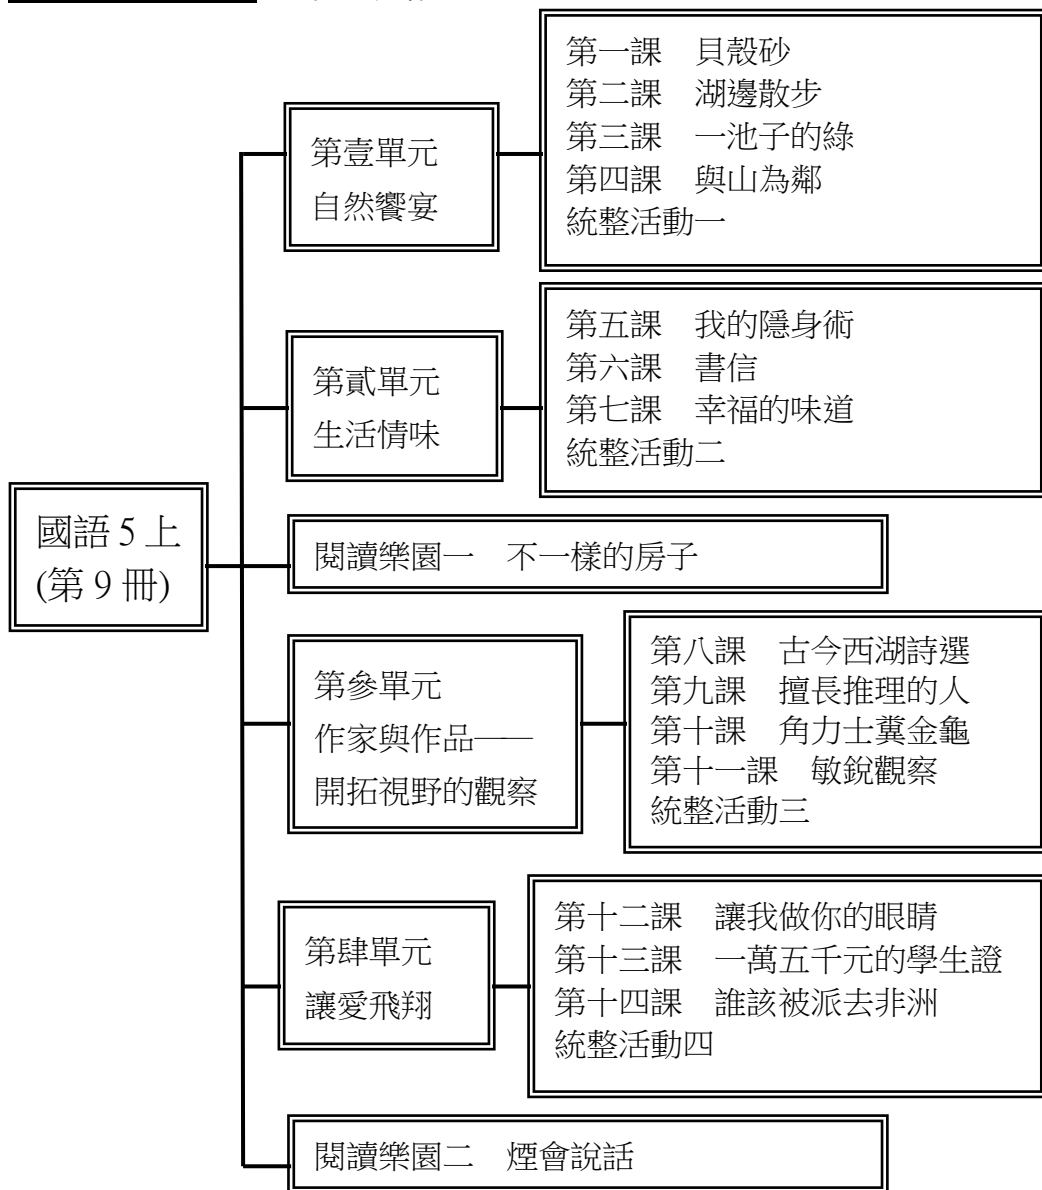 第一課　貝殼砂
第二課　湖邊散步
第三課　一池子的綠
第四課　與山為鄰
統整活動一
第壹單元
自然饗宴
第五課　我的隱身術
第六課　書信
第七課　幸福的味道
統整活動二
第貳單元
生活情味
國語 5 上
(第 9 冊)
閱讀樂園一　不一樣的房子
第八課　古今西湖詩選
第九課　擅長推理的人
第十課　角力士糞金龜
第十一課　敏銳觀察
統整活動三
第參單元
作家與作品──
開拓視野的觀察
第十二課　讓我做你的眼睛
第十三課　一萬五千元的學生證
第十四課　誰該被派去非洲
統整活動四
第肆單元
讓愛飛翔
閱讀樂園二　煙會說話